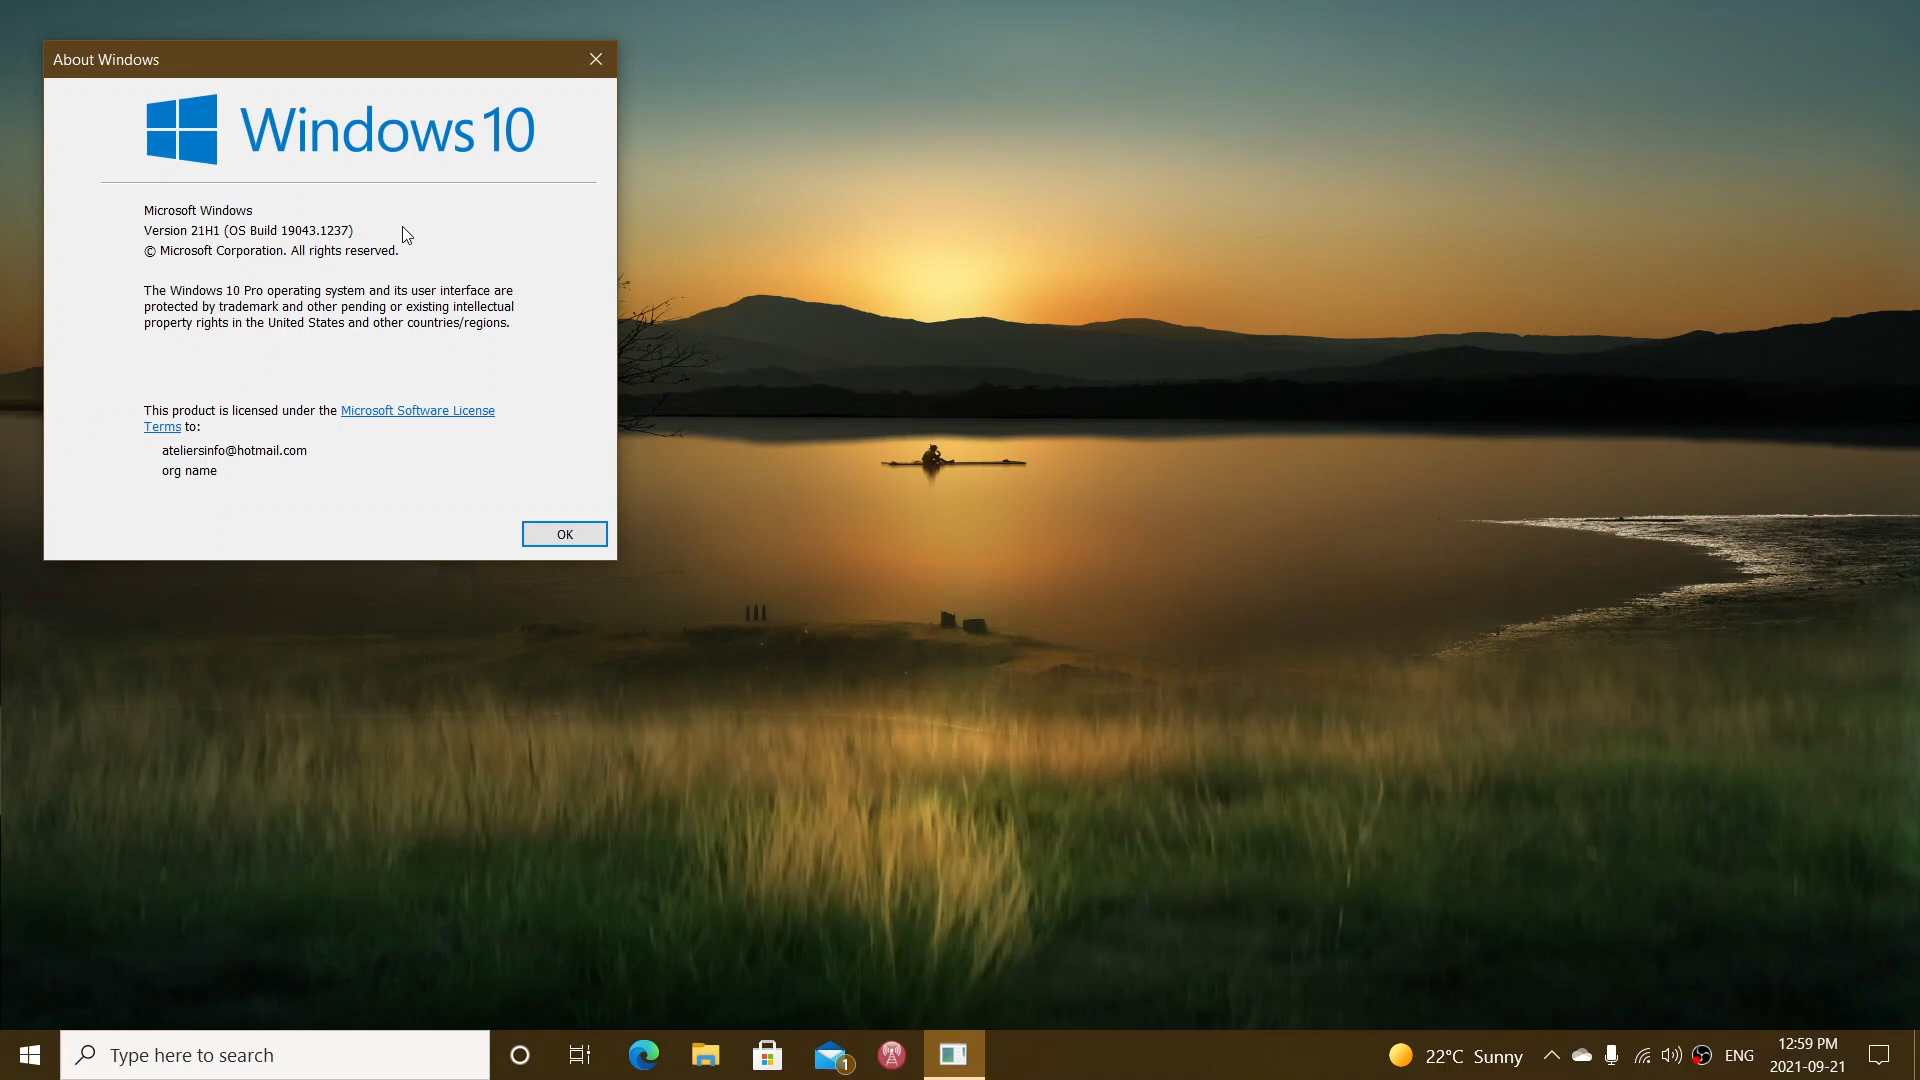 About Windows
Windows 10
Microsoft Windows
Version 21H1 (OS Build 19043.1237)
© Microsoft Corporation. All rights reserved.
The Windows 10 Pro operating system and its user interface are
protected by trademark and other pending or existing intellectual
property rights in the United States and other countries/regions.
This product is licensed under the Microsoft Software License
Terms to:
ateliersinfo@hotmail.com
org name
OK
Type here to search
1
22°C Sunny
ENG
12:59 PM
2021-09-21